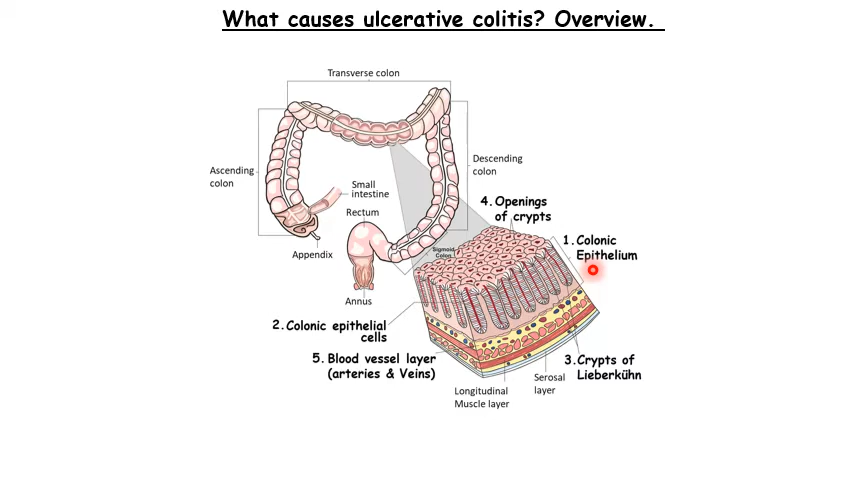 What causes ulcerative colitis? Overview.
Transverse colon
Ascending
colon
Descending
colon
Small
intestine
Rectum
4. Openings
of crypts
1. Colonic
Epithelium
Sigmoid
Colon
Appendix
Annus
2. Colonic epithelial
cells
5. Blood vessel layer
(arteries & Veins)
3. Crypts of
Lieberkühn
Serosal
layer
Longitudinal
Muscle layer